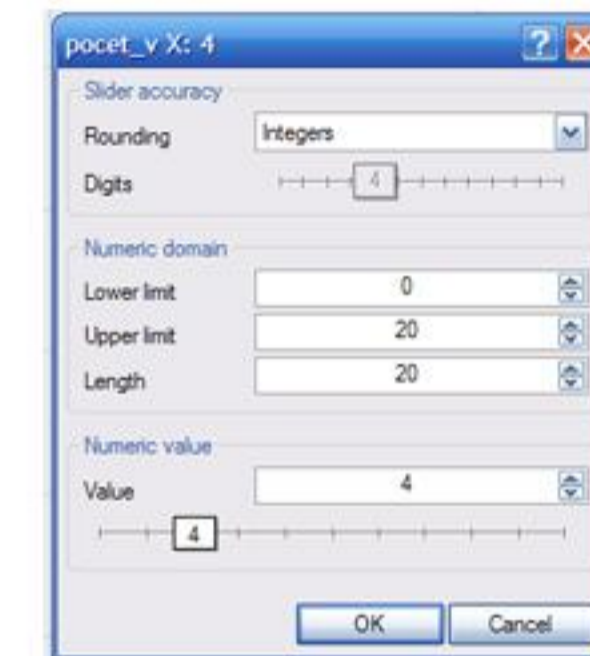 pocet_v X: 4
Slider accuracy
Rounding Integers
Digits 4
Numeric domain
Lower limit 0
Upper limit 20
Length 20
Numeric value
Value 4
4
OK Cancel